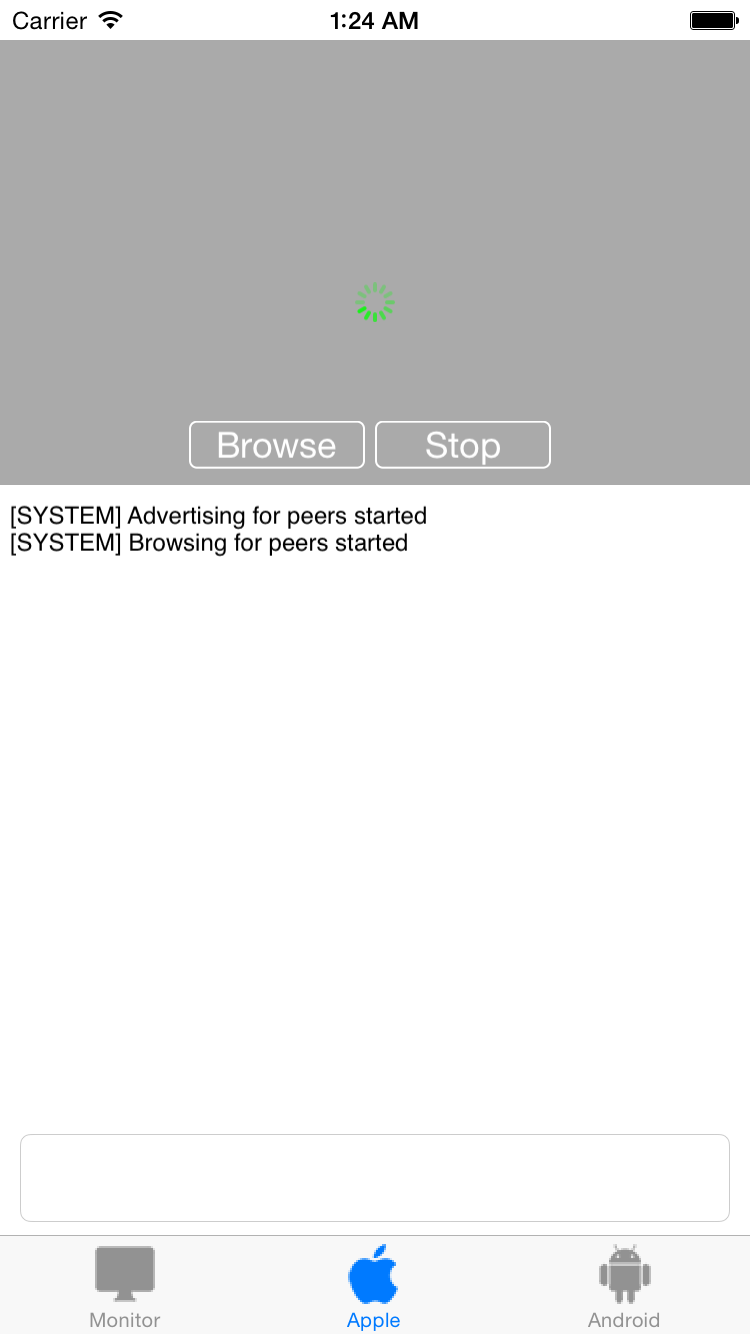 Carrier 1:24 AM
Browse Stop
[SYSTEM] Advertising for peers started
[SYSTEM] Browsing for peers started
Monitor Apple Android